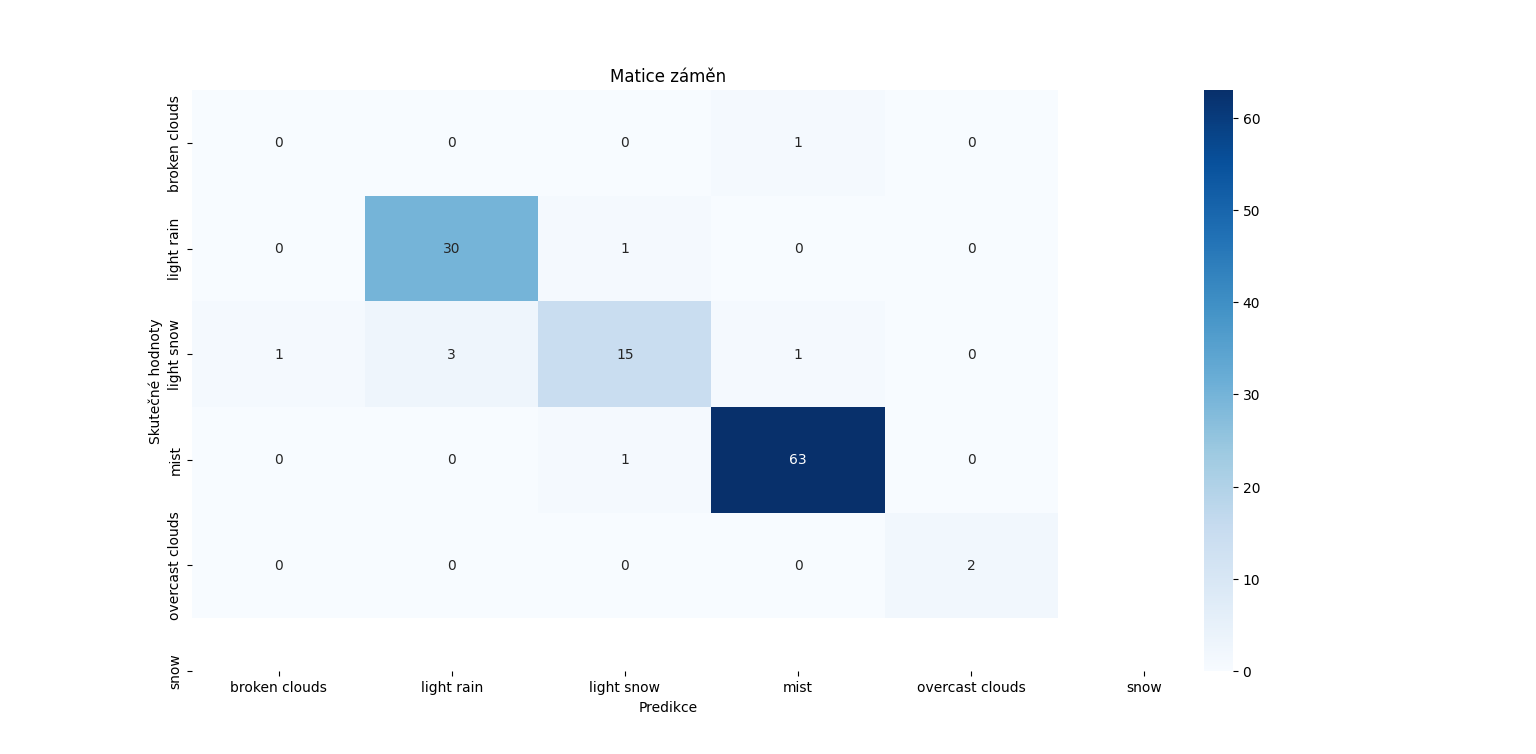 Matice záměn
Skutečné hodnoty
broken clouds
0 0 0 1 0
light rain
0 30 1 0 0
light snow
1 3 15 1 0
mist
0 0 1 63 0
overcast clouds
0 0 0 0 2
snow
broken clouds light rain light snow mist overcast clouds snow
Predikce
60
50
40
30
20
10
0